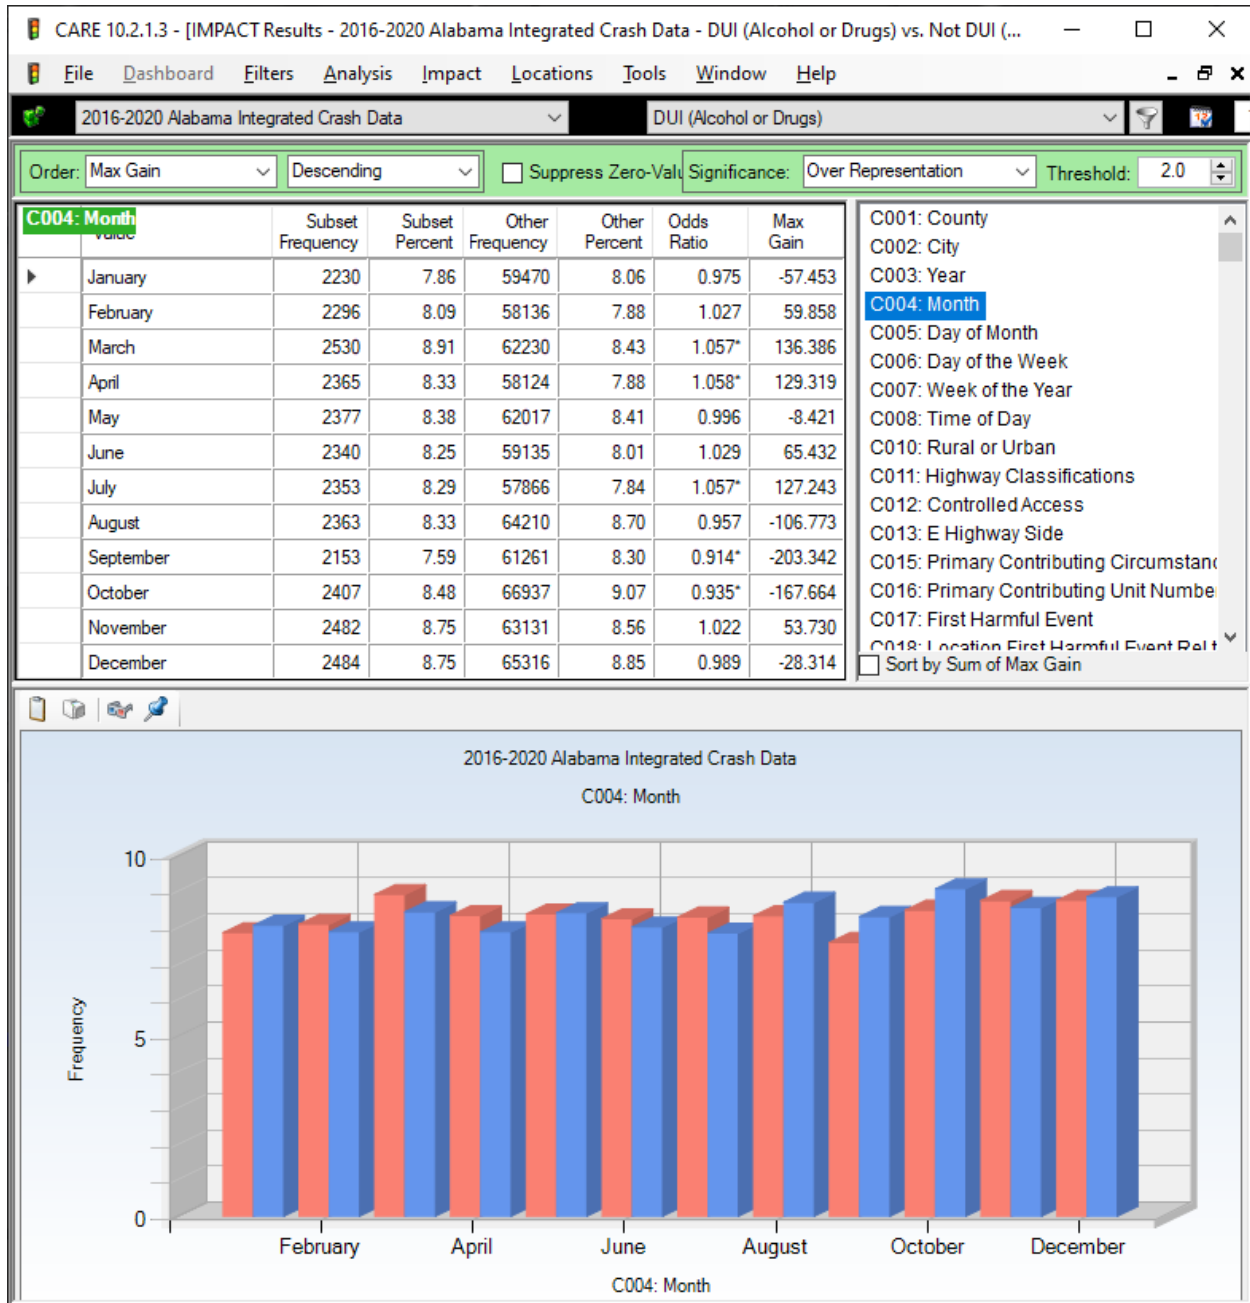 CARE 10.2.1.3 - [IMPACT Results - 2016-2020 Alabama Integrated Crash Data - DUI (Alcohol or Drugs) vs. Not DUI (...
File Dashboard Filters Analysis Impact Locations Tools Window Help
2016-2020 Alabama Integrated Crash Data DUI (Alcohol or Drugs)
Order: Max Gain Descending Suppress Zero-Valu Significance: Over Representation Threshold: 2.0
C004: Month
Value Subset Frequency Subset Percent Other Frequency Other Percent Odds Ratio Max Gain
January 2230 7.86 59470 8.06 0.975 -57.453
February 2296 8.09 58136 7.88 1.027 59.858
March 2530 8.91 62230 8.43 1.057* 136.386
April 2365 8.33 58124 7.88 1.058* 129.319
May 2377 8.38 62017 8.41 0.996 -8.421
June 2340 8.25 59135 8.01 1.029 65.432
July 2353 8.29 57866 7.84 1.057* 127.243
August 2363 8.33 64210 8.70 0.957 -106.773
September 2153 7.59 61261 8.30 0.914* -203.342
October 2407 8.48 66937 9.07 0.935* -167.664
November 2482 8.75 63131 8.56 1.022 53.730
December 2484 8.75 65316 8.85 0.989 -28.314
C001: County
C002: City
C003: Year
C004: Month
C005: Day of Month
C006: Day of the Week
C007: Week of the Year
C008: Time of Day
C010: Rural or Urban
C011: Highway Classifications
C012: Controlled Access
C013: E Highway Side
C015: Primary Contributing Circumstanc
C016: Primary Contributing Unit Numbe
C017: First Harmful Event
C018: Location First Harmful Event Rel t
Sort by Sum of Max Gain
2016-2020 Alabama Integrated Crash Data
C004: Month
10
5
0
Frequency
February April June August October December
C004: Month